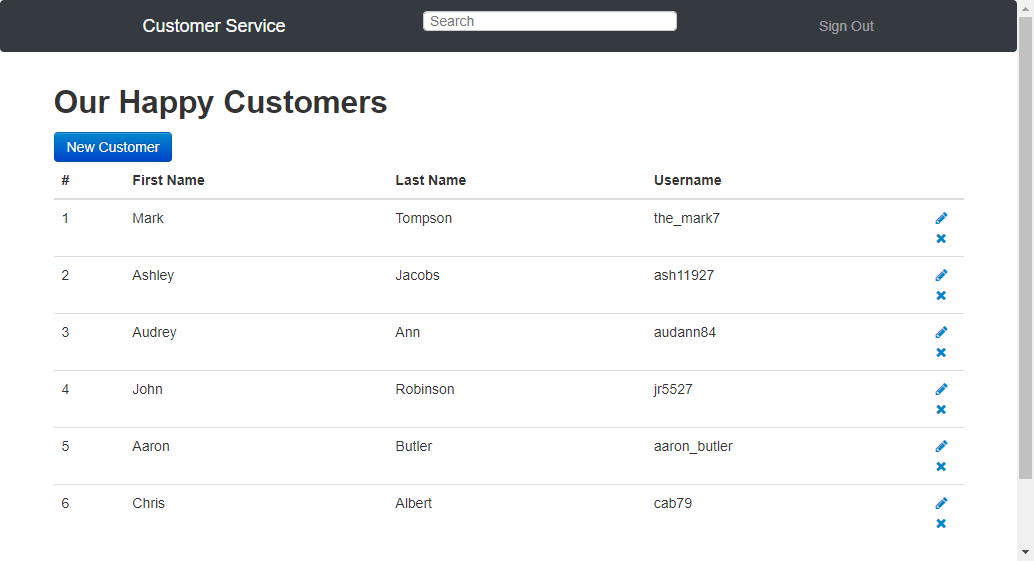 Customer Service Search Sign Out
Our Happy Customers
New Customer
# First Name Last Name Username
1 Mark Tompson the_mark7
2 Ashley Jacobs ash11927
3 Audrey Ann audann84
4 John Robinson jr5527
5 Aaron Butler aaron_butler
6 Chris Albert cab79